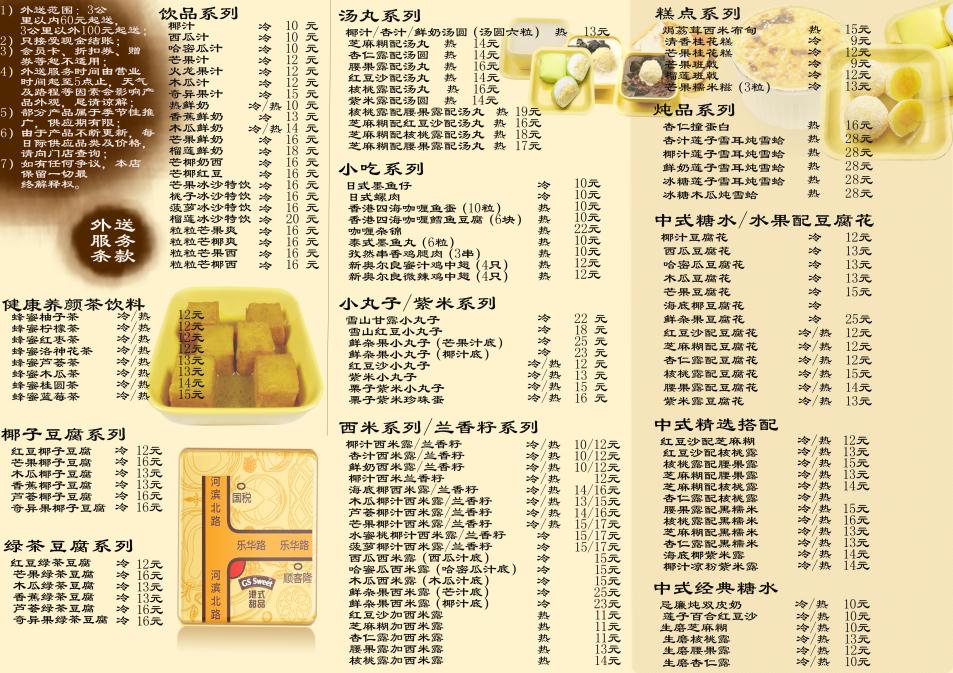 1) 外送范围:3公
里以内60元起送,
3公里以外100元起送;
2) 只接受现金结账;
3) 会员卡、折扣券、赠
券等恕不适用;
4) 外送服务时间由营业
时间起至5点止,天气
及路程等因素会影响产
品外观,恳请谅解;
5) 部分产品属于季节性推
广,供应期有限;
6) 由于产品不断更新,每
日际供应品类及价格,
请向门店查询;
7) 如有任何争议,本店
保留一切最
终解释权。
外送
服务
条款
健康养颜茶饮料
蜂蜜柚子茶 冷/热 12元
蜂蜜柠檬茶 冷/热 12元
蜂蜜红枣茶 冷/热 12元
蜂蜜洛神花茶 冷/热 12元
蜂蜜芦荟茶 冷/热 13元
蜂蜜木瓜茶 冷/热 13元
蜂蜜桂圆茶 冷/热 14元
蜂蜜蓝莓茶 冷/热 15元
椰子豆腐系列
红豆椰子豆腐 冷 12元
芒果椰子豆腐 冷 16元
木瓜椰子豆腐 冷 13元
香蕉椰子豆腐 冷 13元
芦荟椰子豆腐 冷 16元
奇异果椰子豆腐 冷 16元
绿茶豆腐系列
红豆绿茶豆腐 冷 12元
芒果绿茶豆腐 冷 16元
木瓜绿茶豆腐 冷 13元
香蕉绿茶豆腐 冷 13元
芦荟绿茶豆腐 冷 16元
奇异果绿茶豆腐 冷 16元
饮品系列
椰汁 冷 10 元
西瓜汁 冷 10 元
哈密瓜汁 冷 10 元
芒果汁 冷 12 元
火龙果汁 冷 12 元
木瓜汁 冷 12 元
奇异果汁 冷 15 元
热鲜奶 冷/热 10 元
香蕉鲜奶 冷 13 元
木瓜鲜奶 冷/热 14 元
芒果鲜奶 冷 16 元
榴莲鲜奶 冷 18 元
芒椰奶西 冷 16 元
芒椰红豆 冷 16 元
芒果冰沙特饮 冷 16 元
桃子冰沙特饮 冷 16 元
菠萝冰沙特饮 冷 16 元
榴莲冰沙特饮 冷 20 元
粒粒芒果爽 冷 16 元
粒粒芒椰爽 冷 16 元
粒粒芒果西 冷 16 元
粒粒芒椰西 冷 16 元
河滨北路
国税
乐华路
乐华路
河滨北路
GS Sweet
港式
甜品
顺客隆
汤丸系列
椰汁/杏汁/鲜奶汤圆 (汤圆六粒) 热 13元
芝麻糊配汤丸 热 14元
杏仁露配汤圆 热 14元
腰果露配汤丸 热 16元
红豆沙配汤丸 热 14元
核桃露配汤丸 热 16元
紫米露配汤圆 热 14元
核桃露配腰果露配汤丸 热 19元
芝麻糊配红豆沙配汤丸 热 16元
芝麻糊配核桃露配汤丸 热 18元
芝麻糊配杏仁露配汤丸 热 17元
小吃系列
日式墨鱼仔 冷 10元
日式螺肉 冷 10元
香港四海咖喱鱼蛋 (10粒) 热 10元
香港四海咖喱鱈鱼豆腐 (6块) 热 10元
咖喱杂锦 热 22元
泰式墨鱼丸 (6粒) 热 10元
孜然串香鸡腿肉 (3串) 热 10元
新奥尔良蜜汁鸡中翅 (4只) 热 12元
新奥尔良微辣鸡中翅 (4只) 热 12元
小丸子/紫米系列
雪山甘露小丸子 冷 22 元
雪山红豆小丸子 冷 18 元
鲜杂果小丸子 (芒果汁底) 冷 25 元
鲜杂果小丸子 (椰汁底) 冷 23 元
红豆沙小丸子 冷/热 12 元
紫米小丸子 冷/热 13 元
栗子紫米小丸子 冷/热 15 元
栗子紫米珍珠蛋 冷/热 16 元
西米系列/兰香籽系列
椰汁西米露/兰香籽 冷/热 10/12元
杏汁西米露/兰香籽 冷/热 10/12元
鲜奶西米露/兰香籽 冷/热 10/12元
椰汁西米兰香籽 冷/热 12元
海底椰西米露/兰香籽 冷/热 14/16元
木瓜椰汁西米露/兰香籽 冷/热 13/15元
芦荟椰汁西米露/兰香籽 冷/热 14/16元
芒果椰汁西米露/兰香籽 冷/热 15/17元
水蜜桃椰汁西米露/兰香籽 冷 15/17元
菠萝椰汁西米露/兰香籽 冷 15/17元
西瓜西米露 (西瓜汁底) 冷 15元
哈蜜瓜西米露 (哈密瓜汁底) 冷 15元
木瓜西米露 (木瓜汁底) 冷 15元
鲜杂果西米露 (芒汁底) 冷 25元
鲜杂果西米露 (椰汁底) 冷 23元
红豆沙加西米露 热 11元
芝麻糊加西米露 热 11元
杏仁露加西米露 热 11元
腰果露加西米露 热 13元
核桃露加西米露 热 14元
糕点系列
焗荔茸西米布甸 热 15元
清香桂花糕 冷 9元
芒果桂花糕 冷 12元
芒果班戟 冷 9元
榴莲班戟 冷 12元
芒果糯米糍 (3粒) 冷 13元
炖品系列
杏仁撞蛋白 热 16元
杏汁莲子雪耳炖雪蛤 热 28元
椰汁莲子雪耳炖雪蛤 热 28元
鲜奶莲子雪耳炖雪蛤 热 28元
冰糖莲子雪耳炖雪蛤 热 28元
冰糖木瓜炖雪蛤 热 28元
中式糖水/水果配豆腐花
椰汁豆腐花 冷 12元
西瓜豆腐花 冷 13元
哈密瓜豆腐花 冷 13元
木瓜豆腐花 冷 13元
芒果豆腐花 冷 15元
海底椰豆腐花 冷
鲜杂果豆腐花 冷 25元
红豆沙配豆腐花 冷/热 12元
芝麻糊配豆腐花 冷/热 12元
杏仁露配豆腐花 冷/热 12元
核桃露配豆腐花 冷/热 15元
腰果露配豆腐花 冷/热 14元
紫米露豆腐花 冷/热 13元
中式精选搭配
红豆沙配芝麻糊 冷/热 12元
红豆沙配核桃露 冷/热 13元
核桃露配腰果露 冷/热 15元
芝麻糊配腰果露 冷/热 13元
芝麻糊配核桃露 冷/热 14元
杏仁露配核桃露 冷/热
腰果露配黑糯米 冷/热 15元
核桃露配黑糯米 冷/热 16元
芝麻糊配黑糯米 冷/热 13元
杏仁露配黑糯米 冷/热 13元
海底椰紫米露 冷/热 14元
椰汁凉粉紫米露 冷/热 14元
中式经典糖水
忌廉炖双皮奶 冷/热 10元
莲子百合红豆沙 冷/热 10元
生磨芝麻糊 冷/热 10元
生磨核桃露 冷/热 13元
生磨腰果露 冷/热 12元
生磨杏仁露 冷/热 10元